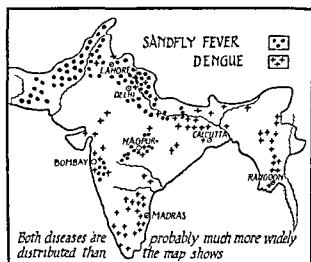 SANDFLY FEVER
DENGUE
LAHORE
DELHI
CALCUTTA
NAGPUR
BOMBAY
RANGOON
MADRAS
Both diseases are probably much more widely
distributed than the map shows